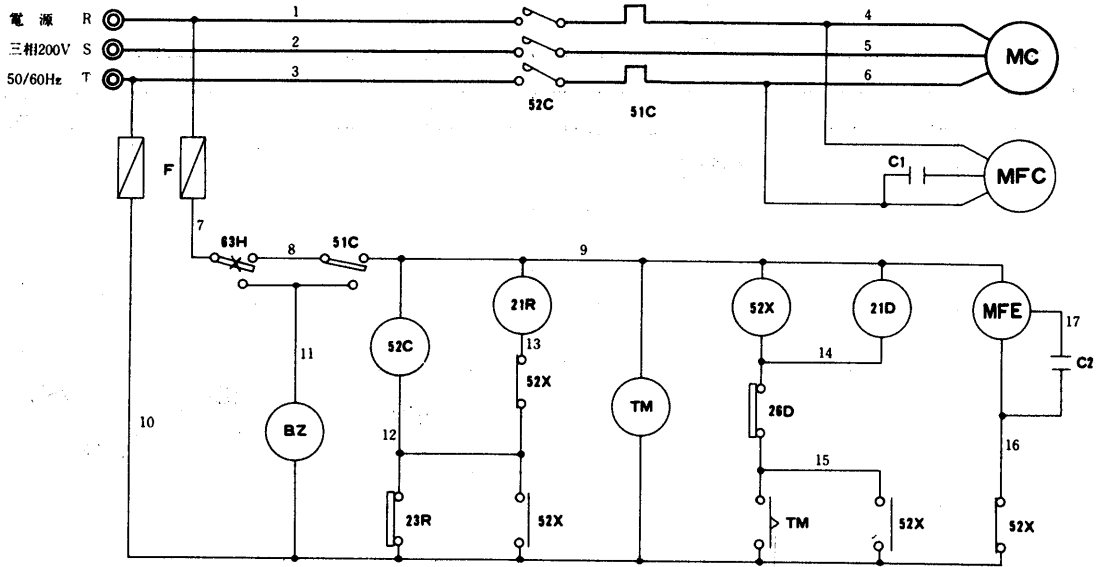 電 源 R 1 4
三相200V S 2 5 MC
50/60Hz T 3 6
52C 51C
F C1 MFC
7 63H 8 51C 9
21R 52X 21D MFE 17
52C 13 14 C2
11 52X TM 26D
10 BZ 12 16
15
23R 52X TM 52X 52X